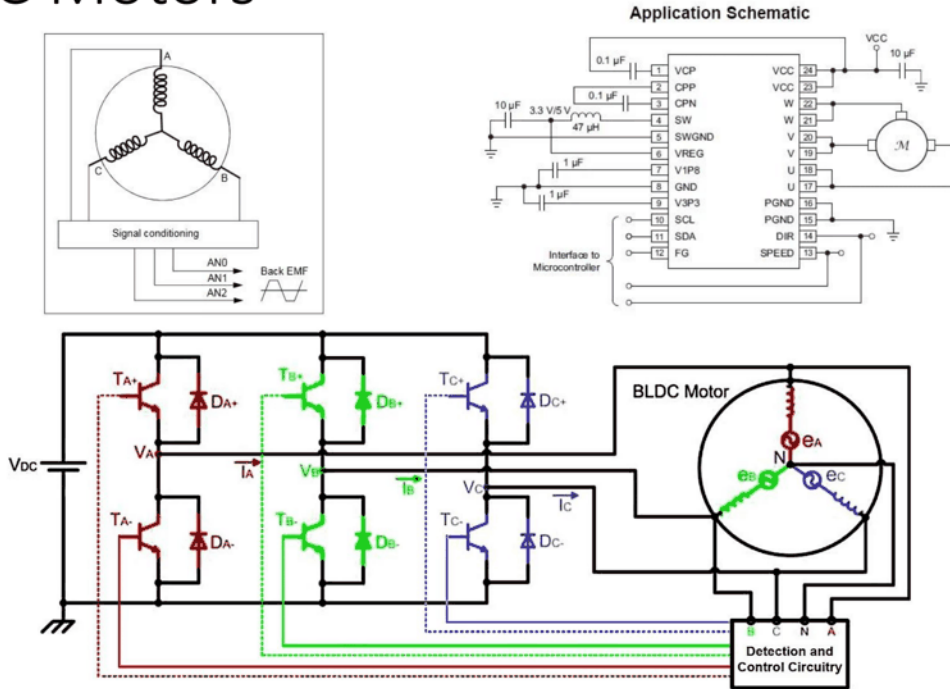 Application Schematic
A
C
B
Signal conditioning
AN0
AN1
AN2
Back EMF
VCC
10 µF
0.1 µF
0.1 µF
10 µF
3.3 V/5 V
47 µH
1 µF
1 µF
1 VCP
2 CPP
3 CPN
4 SW
5 SWGND
6 VREG
7 V1P8
8 GND
9 V3P3
10 SCL
11 SDA
12 FG
VCC 24
VCC 23
W 22
W 21
V 20
V 19
U 18
U 17
PGND 16
PGND 15
DIR 14
SPEED 13
M
Interface to
Microcontroller
VDC
TA+
DA+
TB+
DB+
TC+
DC+
VA
IA
VB
IB
VC
IC
TA-
DA-
TB-
DB-
TC-
DC-
BLDC Motor
eA
N
eB
eC
B C N A
Detection and
Control Circuitry